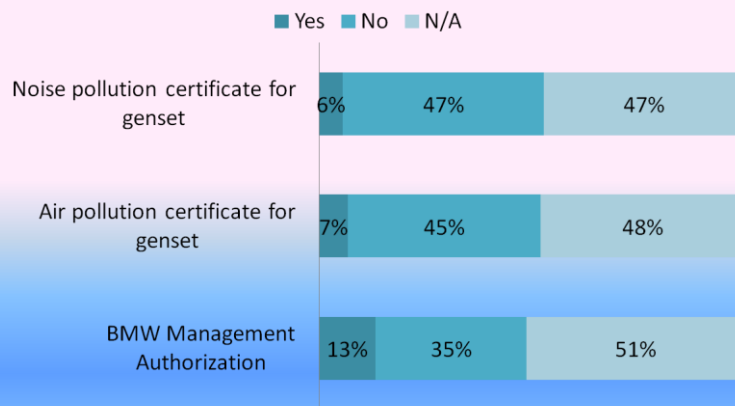 Yes No N/A
Noise pollution certificate for
genset
6% 47% 47%
Air pollution certificate for
genset
7% 45% 48%
BMW Management
Authorization
13% 35% 51%